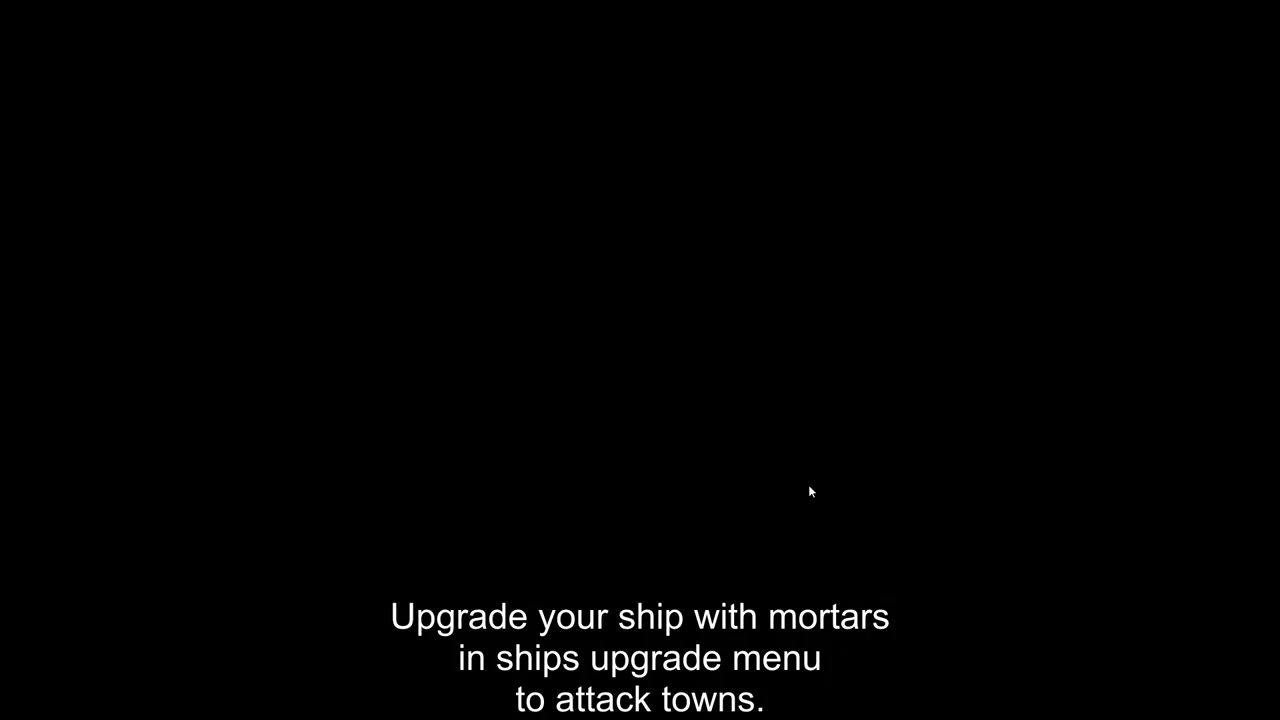 Upgrade your ship with mortars
in ships upgrade menu
to attack towns.